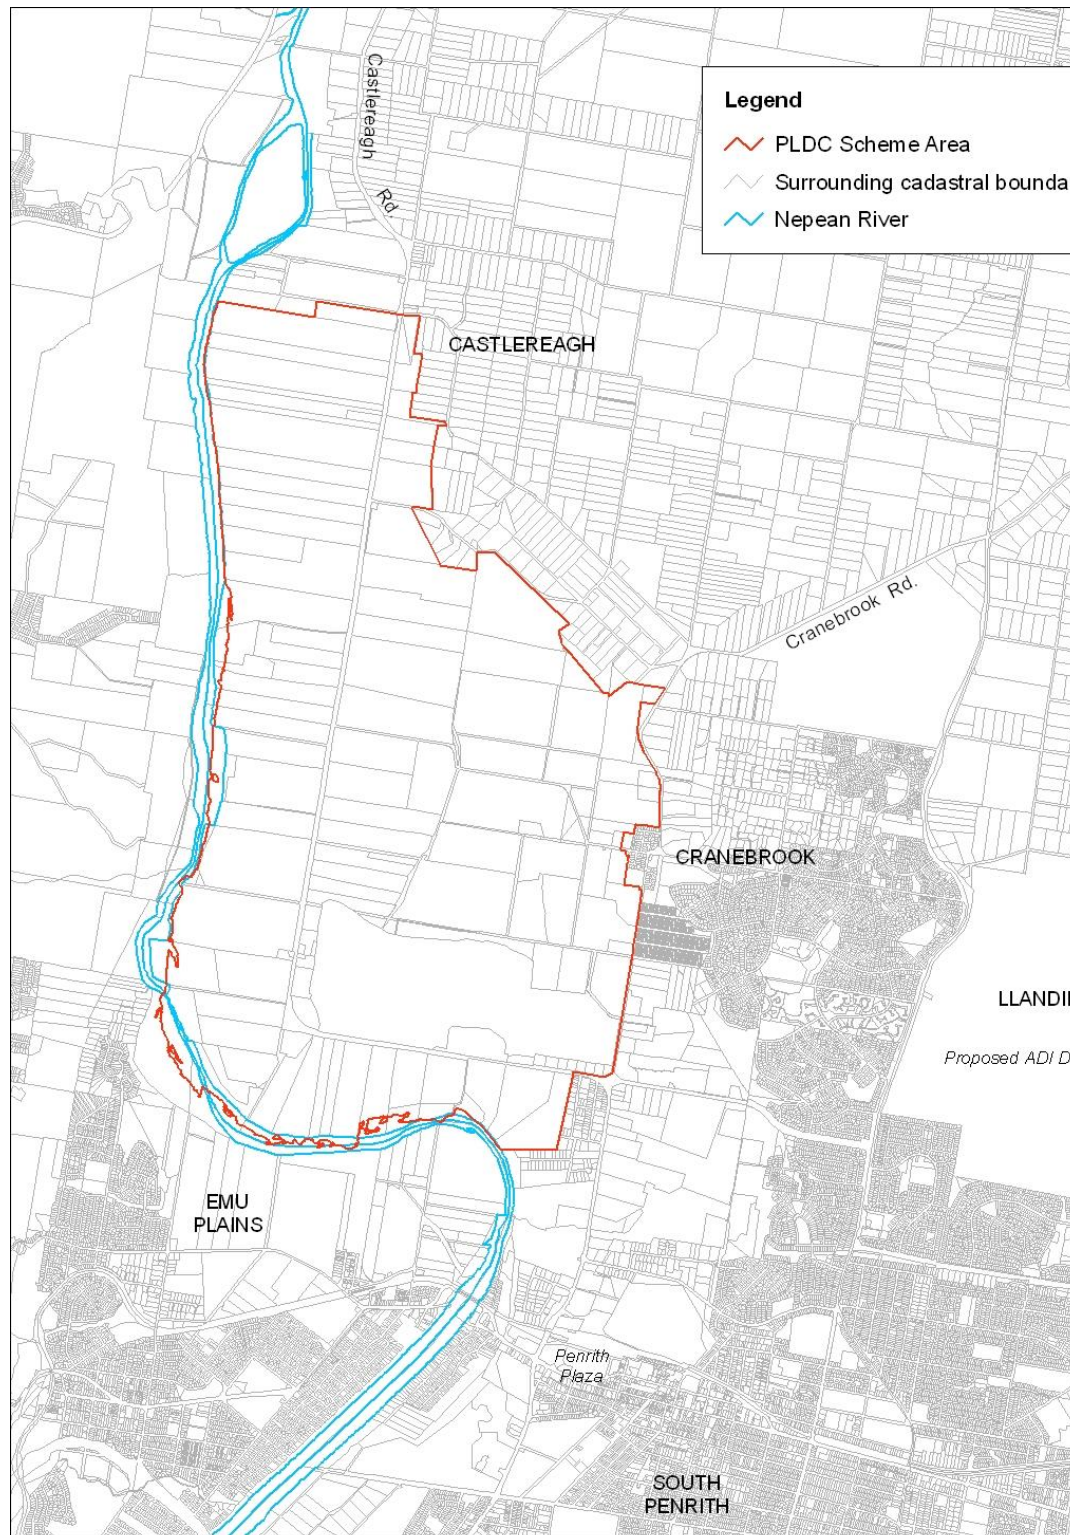 Castlereagh
Rd.
Legend
PLDC Scheme Area
Surrounding cadastral bounda
Nepean River
CASTLEREAGH
Cranebrook Rd.
CRANEBROOK
LLANDI
Proposed ADI D
EMU
PLAINS
Penrith
Plaza
SOUTH
PENRITH